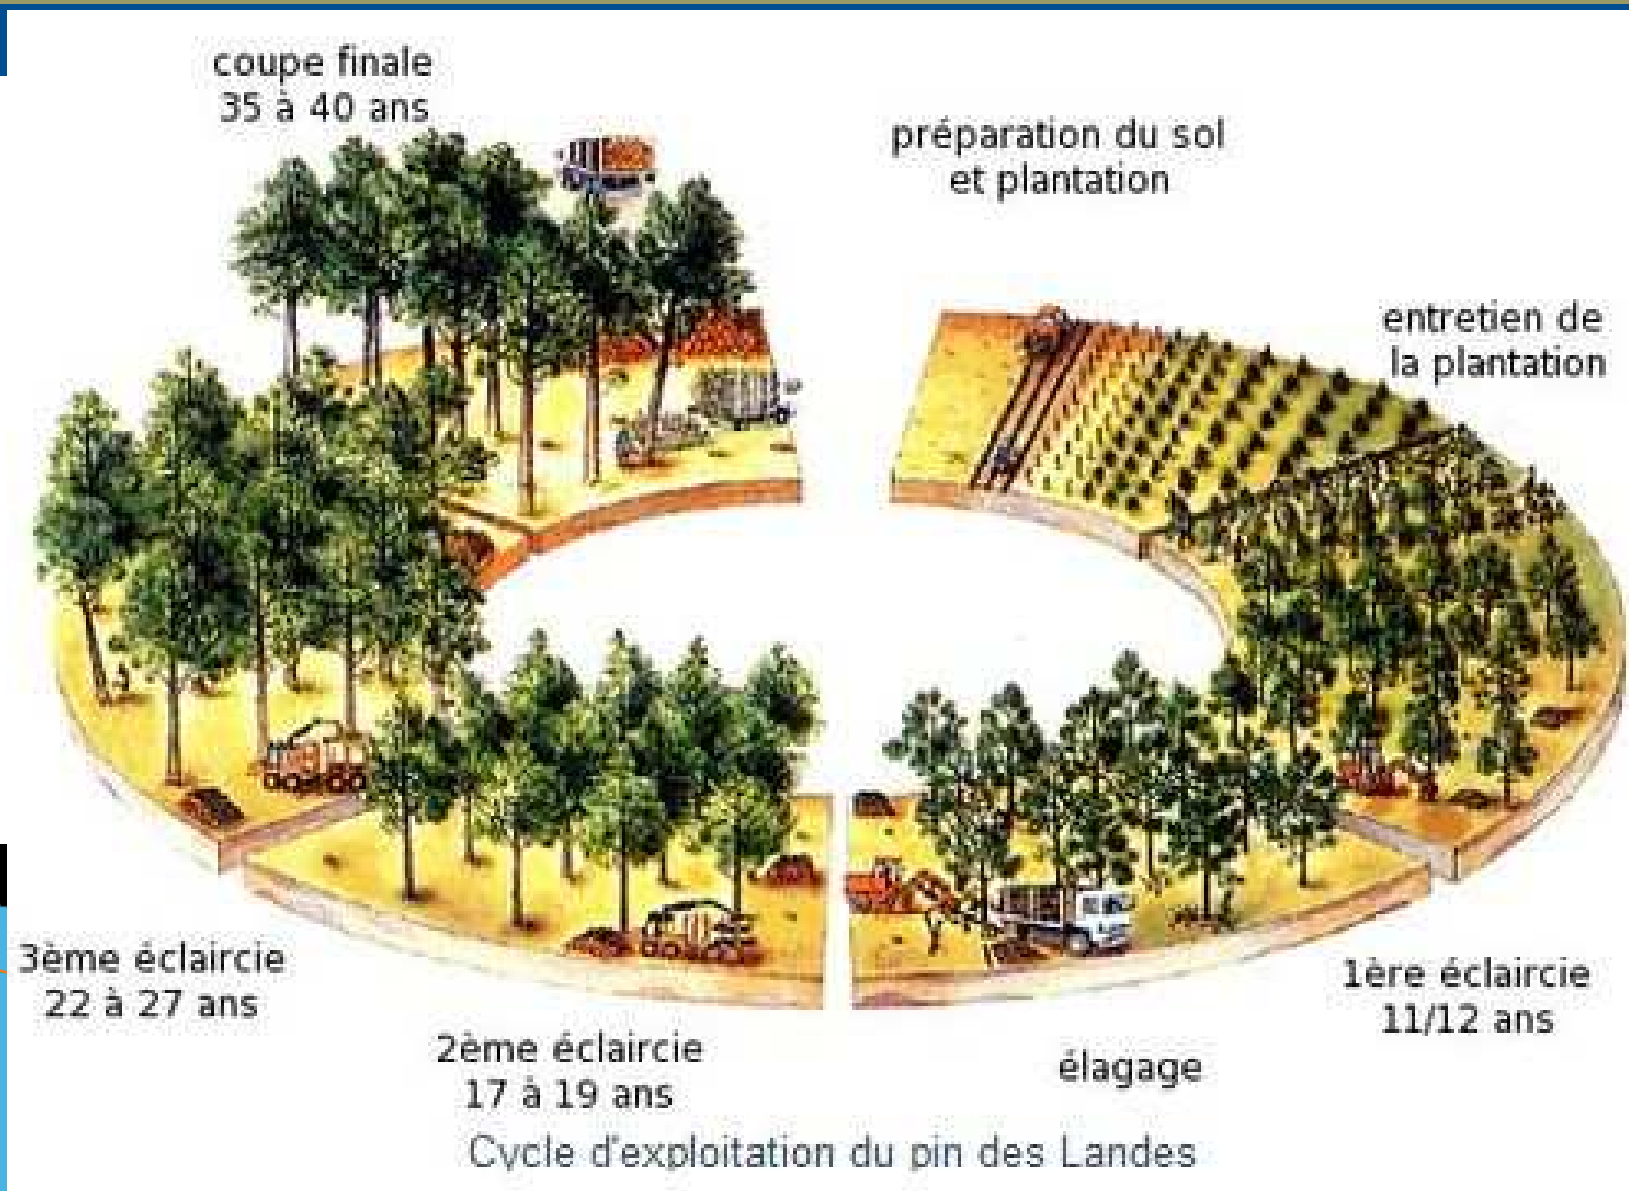 coupe finale
35 à 40 ans
préparation du sol
et plantation
entretien de
la plantation
1ère éclaircie
11/12 ans
élagage
2ème éclaircie
17 à 19 ans
3ème éclaircie
22 à 27 ans
Cycle d'exploitation du pin des Landes